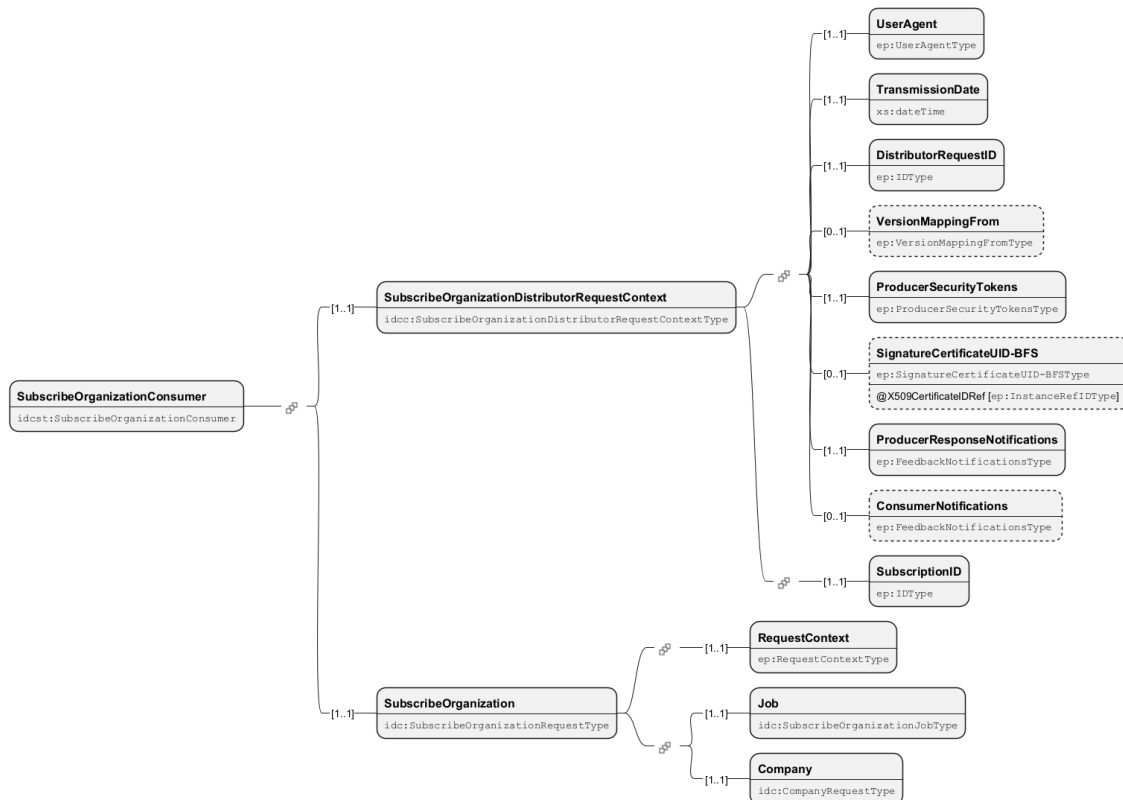 UserAgent
[1..1]
ep:UserAgentType
TransmissionDate
[1..1]
xs:dateTime
DistributorRequestID
[1..1]
ep:IDType
VersionMappingFrom
[0..1]
ep:VersionMappingFromType
ProducerSecurityTokens
[1..1]
ep:ProducerSecurityTokensType
SubscribeOrganizationDistributorRequestContext
[1..1]
idcc:SubscribeOrganizationDistributorRequestContextType
SignatureCertificateUID-BFS
[0..1]
ep:SignatureCertificateUID-BFSType
@X509CertificateIDRef [ep:InstanceRefIDType]
SubscribeOrganizationConsumer
idcst:SubscribeOrganizationConsumer
ProducerResponseNotifications
[1..1]
ep:FeedbackNotificationsType
ConsumerNotifications
[0..1]
ep:FeedbackNotificationsType
SubscriptionID
[1..1]
ep:IDType
RequestContext
[1..1]
ep:RequestContextType
SubscribeOrganization
[1..1]
idc:SubscribeOrganizationRequestType
Job
[1..1]
idc:SubscribeOrganizationJobType
Company
[1..1]
idc:CompanyRequestType